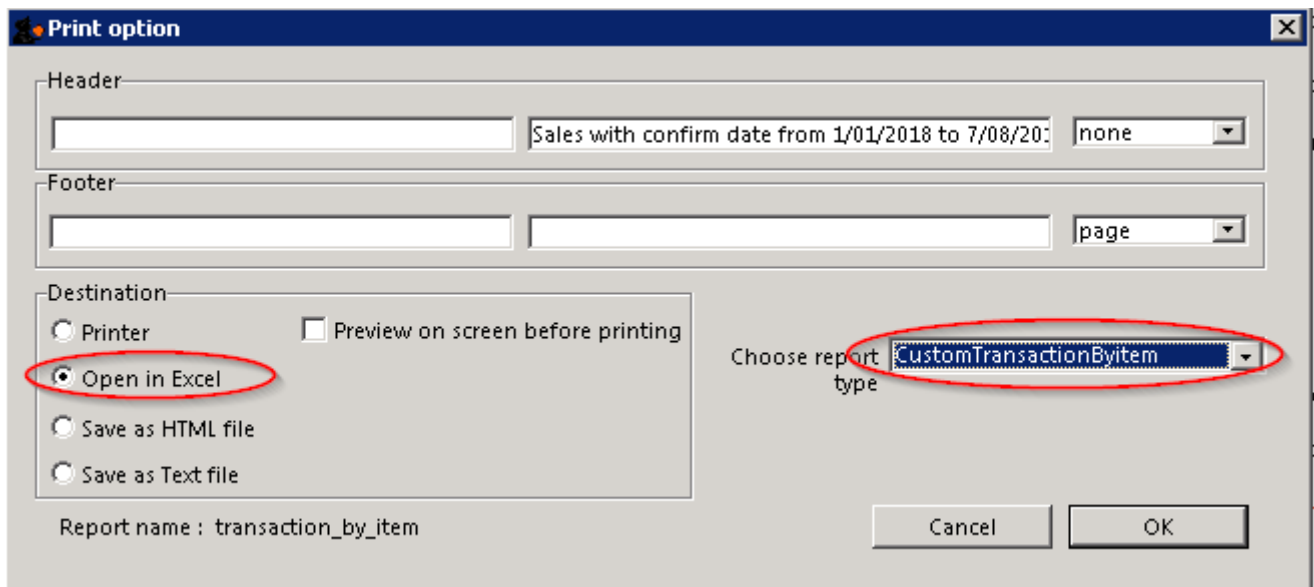 Print option
Header
Sales with confirm date from 1/01/2018 to 7/08/201 none
Footer
page
Destination
Printer Preview on screen before printing
Open in Excel
Save as HTML file
Save as Text file
Choose report type CustomTransactionByitem
Report name : transaction_by_item
Cancel OK